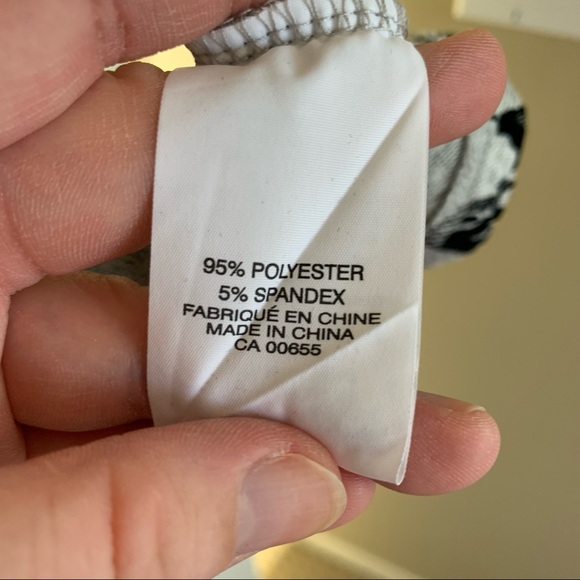 95% POLYESTER
5% SPANDEX
FABRIQUÉ EN CHINE
MADE IN CHINA
CA 00655